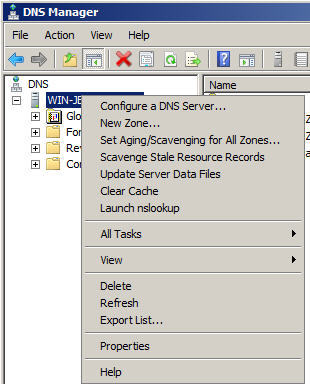 DNS Manager
File Action View Help
DNS
Name
WIN-JE
Configure a DNS Server...
Glo
New Zone...
For
Set Aging/Scavenging for All Zones...
Rev
Scavenge Stale Resource Records
Co
Update Server Data Files
Clear Cache
Launch nslookup
All Tasks
View
Delete
Refresh
Export List...
Properties
Help